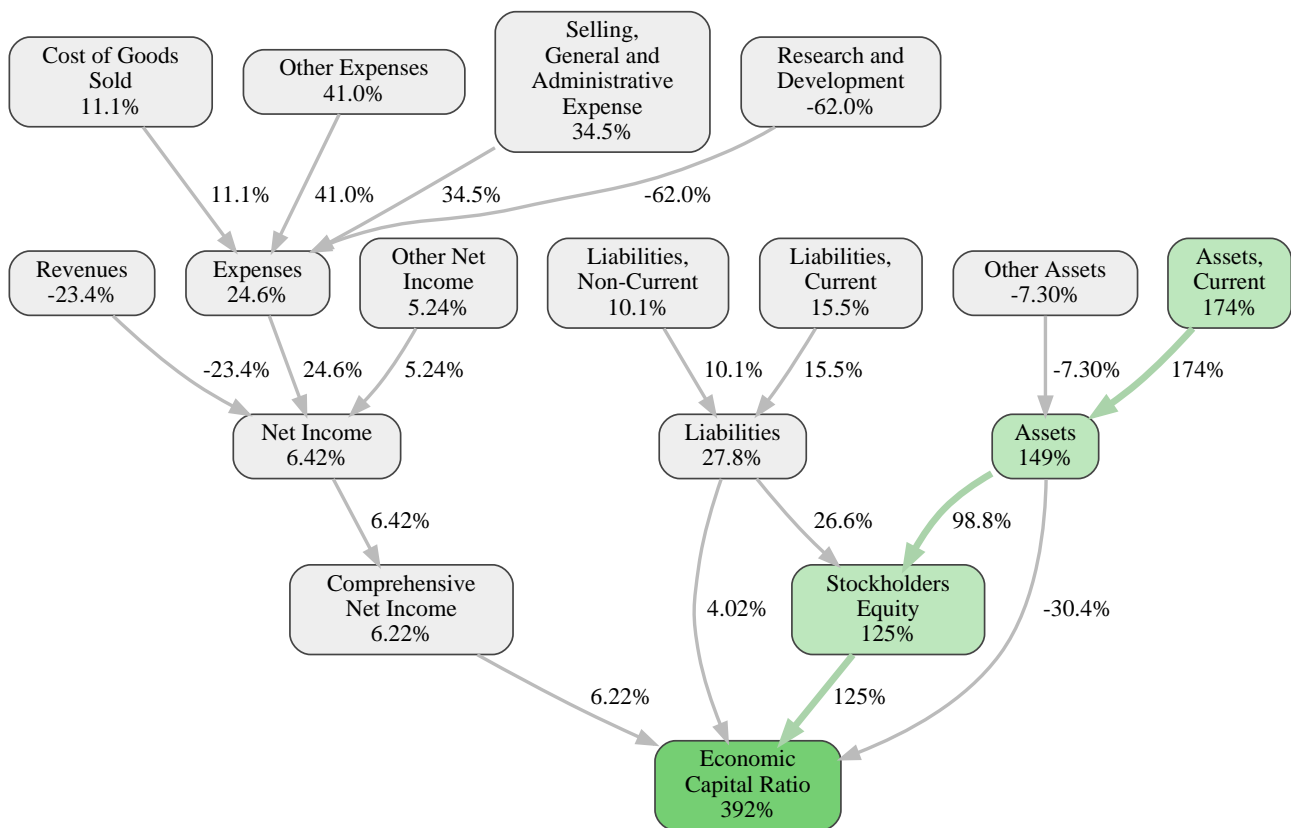 Cost of Goods
Sold
11.1%
Other Expenses
41.0%
Selling,
General and
Administrative
Expense
34.5%
Research and
Development
-62.0%
11.1%
41.0%
34.5%
-62.0%
Revenues
-23.4%
Expenses
24.6%
Other Net
Income
5.24%
Liabilities,
Non-Current
10.1%
Liabilities,
Current
15.5%
Other Assets
-7.30%
Assets,
Current
174%
-23.4%
24.6%
5.24%
10.1%
15.5%
-7.30%
174%
Net Income
6.42%
Liabilities
27.8%
Assets
149%
6.42%
26.6%
98.8%
Comprehensive
Net Income
6.22%
4.02%
Stockholders
Equity
125%
-30.4%
6.22%
125%
Economic
Capital Ratio
392%